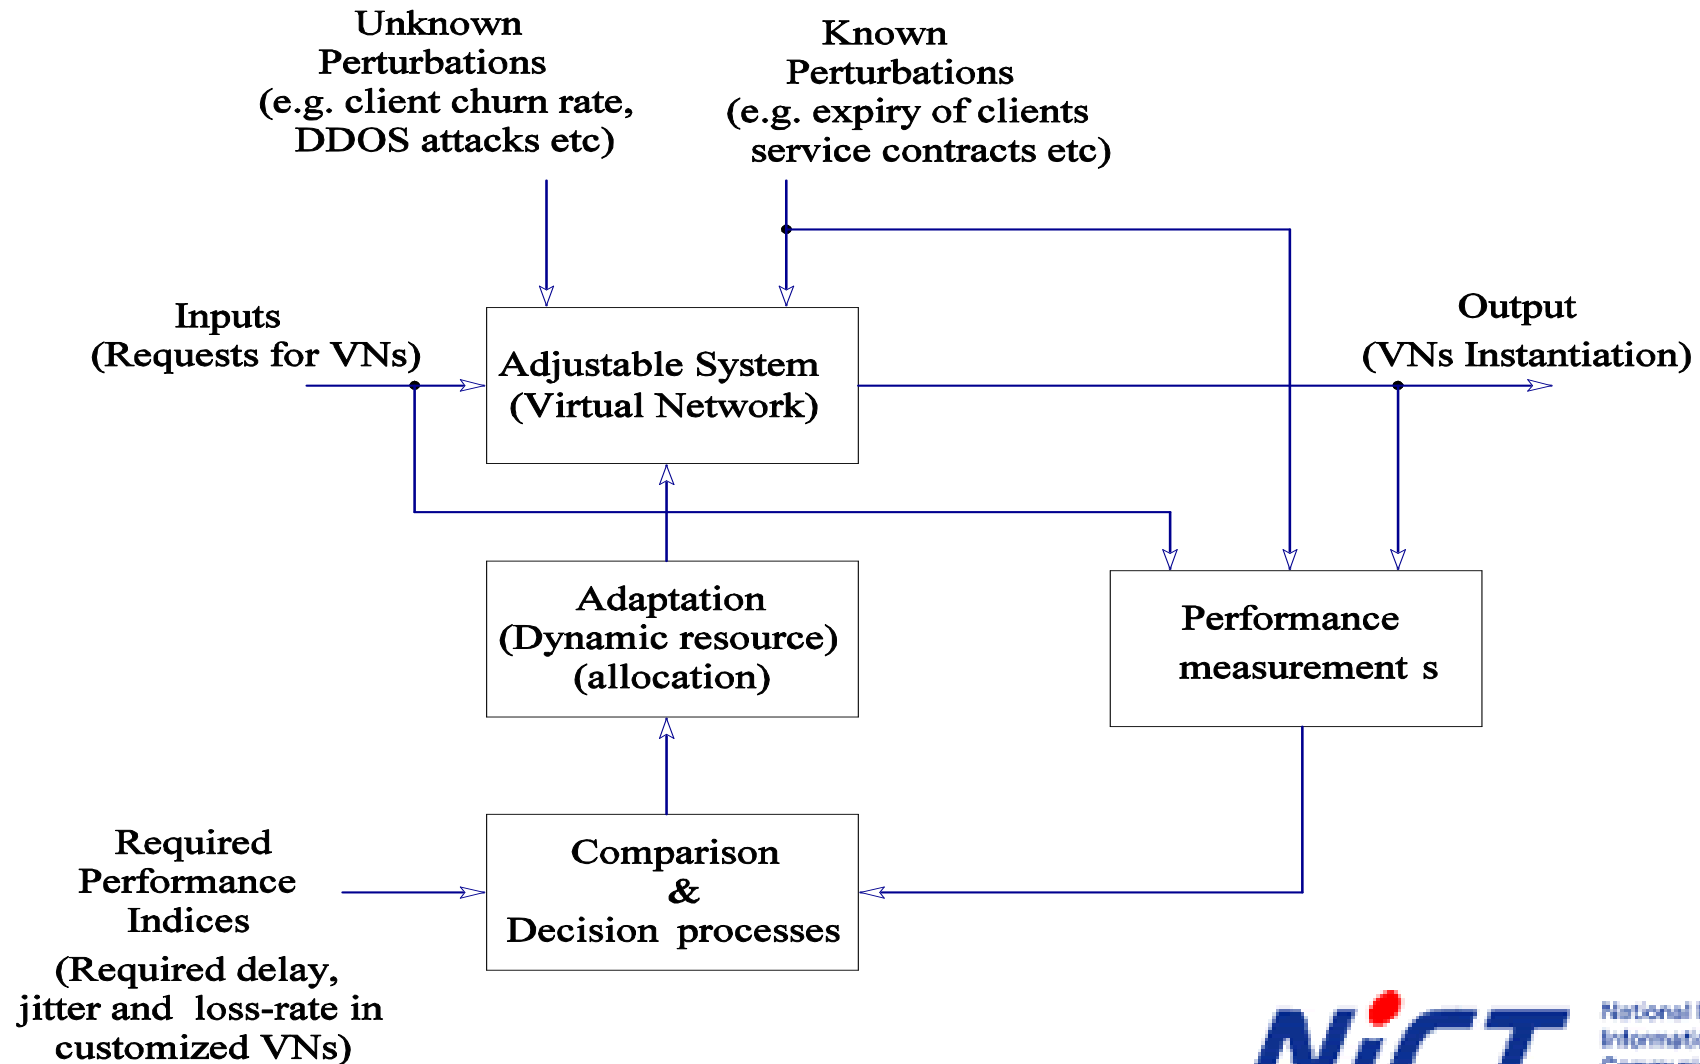 Unknown
Perturbations
(e.g. client churn rate,
DDOS attacks etc)
Known
Perturbations
(e.g. expiry of clients
service contracts etc)
Inputs
(Requests for VNs)
Adjustable System
(Virtual Network)
Output
(VNs Instantiation)
Adaptation
(Dynamic resource)
(allocation)
Performance
measurement s
Required
Performance
Indices
(Required delay,
jitter and loss-rate in
customized VNs)
Comparison
&
Decision processes
NICT
National